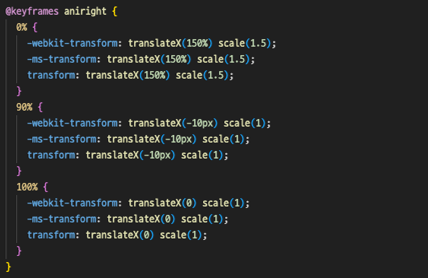 @keyframes aniright {
0% {
-webkit-transform: translateX(150%) scale(1.5);
-ms-transform: translateX(150%) scale(1.5);
transform: translateX(150%) scale(1.5);
}
90% {
-webkit-transform: translateX(-10px) scale(1);
-ms-transform: translateX(-10px) scale(1);
transform: translateX(-10px) scale(1);
}
100% {
-webkit-transform: translateX(0) scale(1);
-ms-transform: translateX(0) scale(1);
transform: translateX(0) scale(1);
}
}